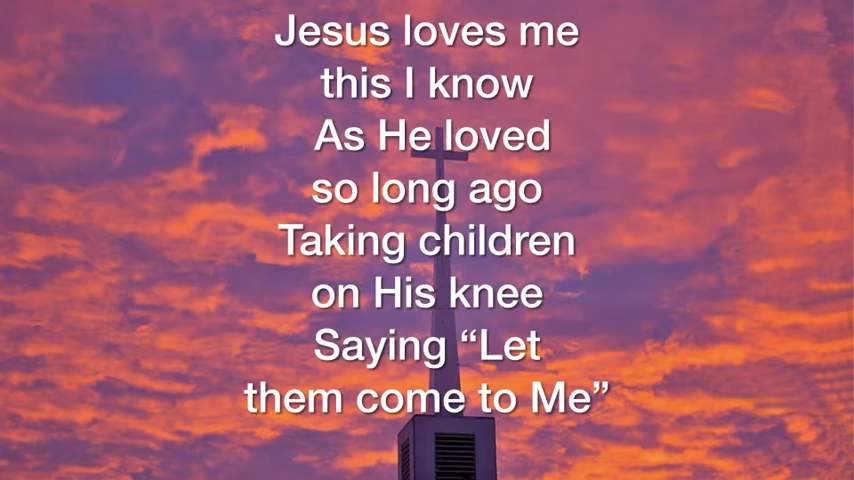 Jesus loves me
this I know
As He loved
so long ago
Taking children
on His knee
Saying “Let
them come to Me”